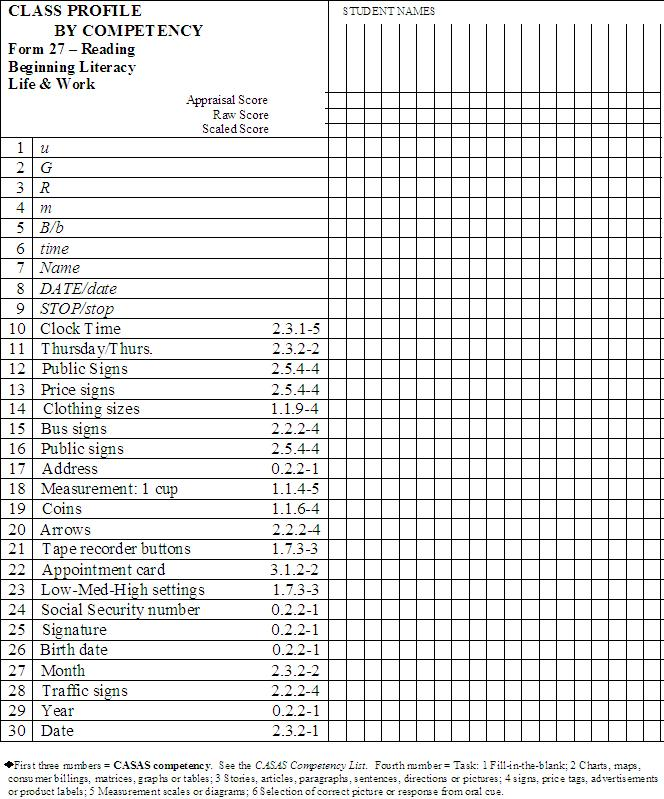 CLASS PROFILE
BY COMPETENCY
Form 27 – Reading
Beginning Literacy
Life & Work
STUDENT NAMES
Appraisal Score
Raw Score
Scaled Score
1 u
2 G
3 R
4 m
5 B/b
6 time
7 Name
8 DATE/date
9 STOP/stop
10 Clock Time 2.3.1-5
11 Thursday/Thurs. 2.3.2-2
12 Public Signs 2.5.4-4
13 Price signs 2.5.4-4
14 Clothing sizes 1.1.9-4
15 Bus signs 2.2.2-4
16 Public signs 2.5.4-4
17 Address 0.2.2-1
18 Measurement: 1 cup 1.1.4-5
19 Coins 1.1.6-4
20 Arrows 2.2.2-4
21 Tape recorder buttons 1.7.3-3
22 Appointment card 3.1.2-2
23 Low-Med-High settings 1.7.3-3
24 Social Security number 0.2.2-1
25 Signature 0.2.2-1
26 Birth date 0.2.2-1
27 Month 2.3.2-2
28 Traffic signs 2.2.2-4
29 Year 0.2.2-1
30 Date 2.3.2-1
◆First three numbers = CASAS competency. See the CASAS Competency List. Fourth number = Task: 1 Fill-in-the-blank; 2 Charts, maps,
consumer billings, matrices, graphs or tables; 3 Stories, articles, paragraphs, sentences, directions or pictures; 4 signs, price tags, advertisements
or product labels; 5 Measurement scales or diagrams; 6 Selection of correct picture or response from oral cue.